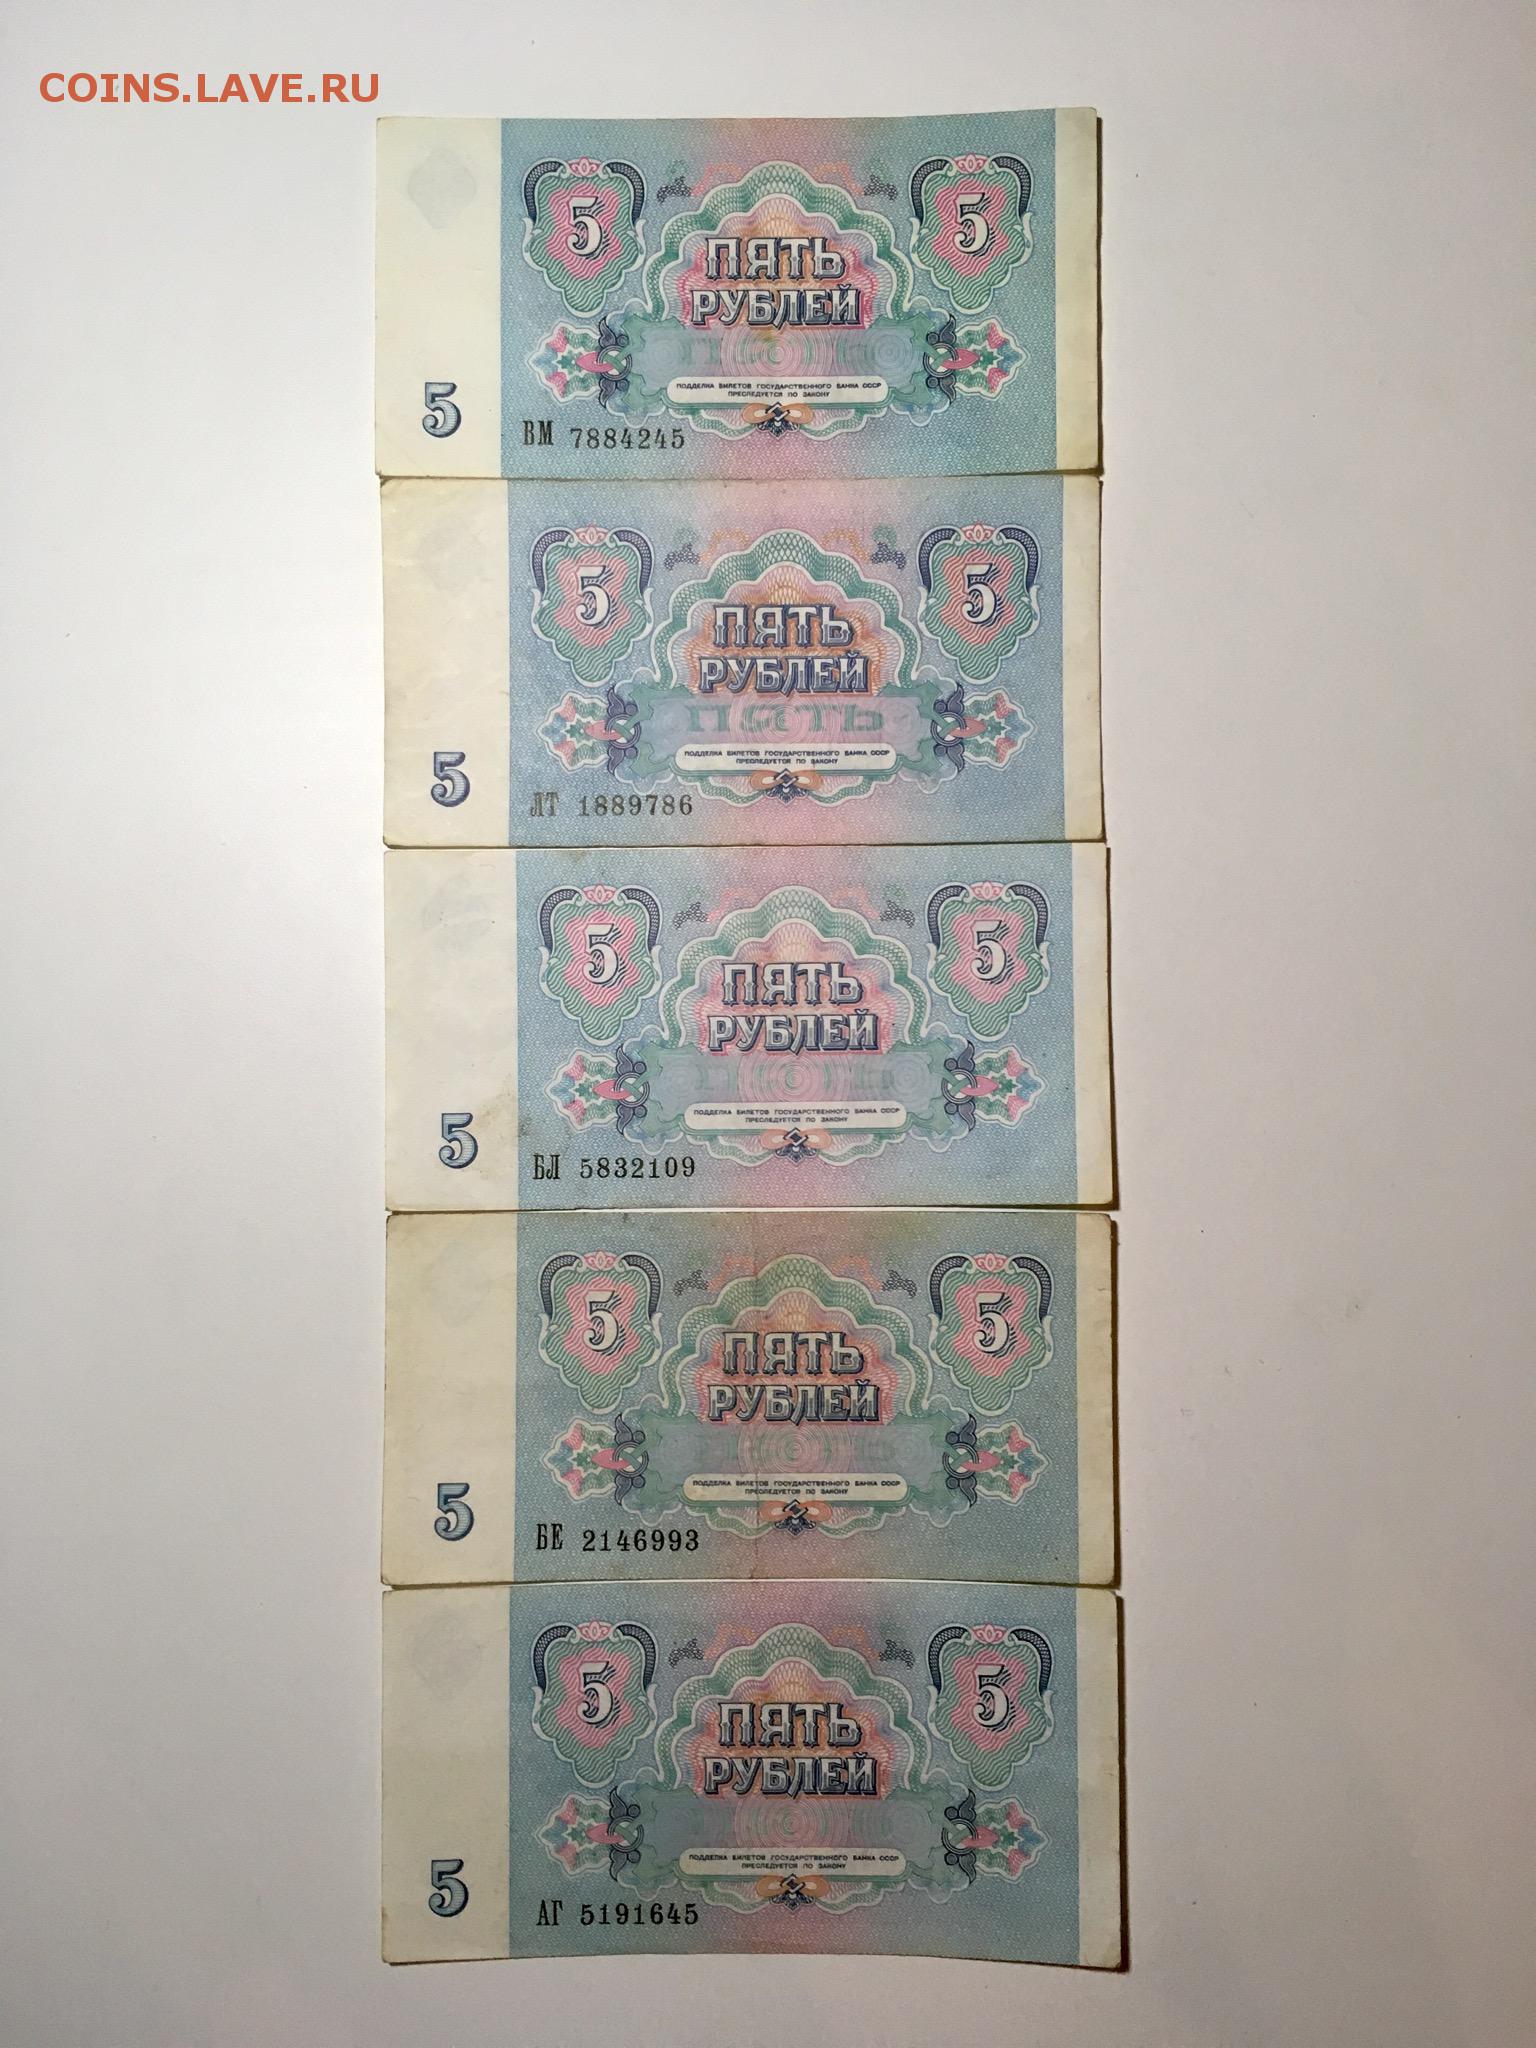 COINS.LAVE.RU
5 5
ПЯТЬ
РУБЛЕЙ
ПОДДЕЛКА БИЛЕТОВ ГОСУДАРСТВЕННОГО БАНКА СССР
ПРЕСЛЕДУЕТСЯ ПО ЗАКОНУ
5
ВМ 7884245
5 5
ПЯТЬ
РУБЛЕЙ
ПЯТЬ
ПОДДЕЛКА БИЛЕТОВ ГОСУДАРСТВЕННОГО БАНКА СССР
ПРЕСЛЕДУЕТСЯ ПО ЗАКОНУ
5
ЛТ 1889786
5 5
ПЯТЬ
РУБЛЕЙ
ПОДДЕЛКА БИЛЕТОВ ГОСУДАРСТВЕННОГО БАНКА СССР
ПРЕСЛЕДУЕТСЯ ПО ЗАКОНУ
5
БЛ 5832109
5 5
ПЯТЬ
РУБЛЕЙ
ПОДДЕЛКА БИЛЕТОВ ГОСУДАРСТВЕННОГО БАНКА СССР
ПРЕСЛЕДУЕТСЯ ПО ЗАКОНУ
5
БЕ 2146993
5 5
ПЯТЬ
РУБЛЕЙ
ПОДДЕЛКА БИЛЕТОВ ГОСУДАРСТВЕННОГО БАНКА СССР
ПРЕСЛЕДУЕТСЯ ПО ЗАКОНУ
5
АГ 5191645